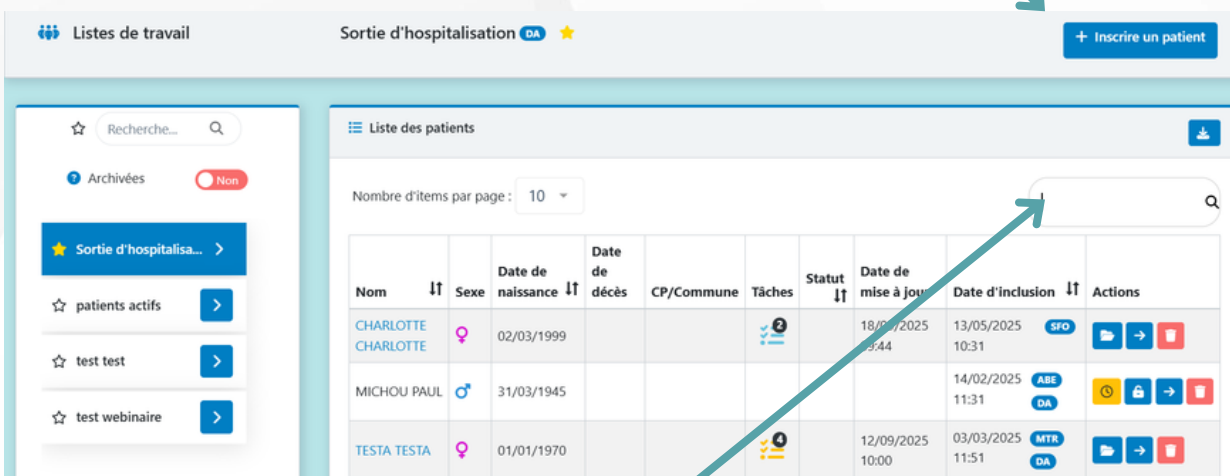 Listes de travail
Sortie d'hospitalisation DA
+ Inscrire un patient
Recherche...
Archivées Non
Sortie d'hospitalisa...
patients actifs
test test
test webinaire
Liste des patients
Nombre d'items par page : 10
Nom Sexe Date de naissance Date de décès CP/Commune Tâches Statut Date de mise à jour Date d'inclusion Actions
CHARLOTTE CHARLOTTE 02/03/1999 2 2025 13/05/2025 10:31 SFO
MICHOU PAUL 31/03/1945 14/02/2025 11:31 ABE DA
TESTA TESTA 01/01/1970 4 12/09/2025 10:00 03/03/2025 11:51 MTR DA